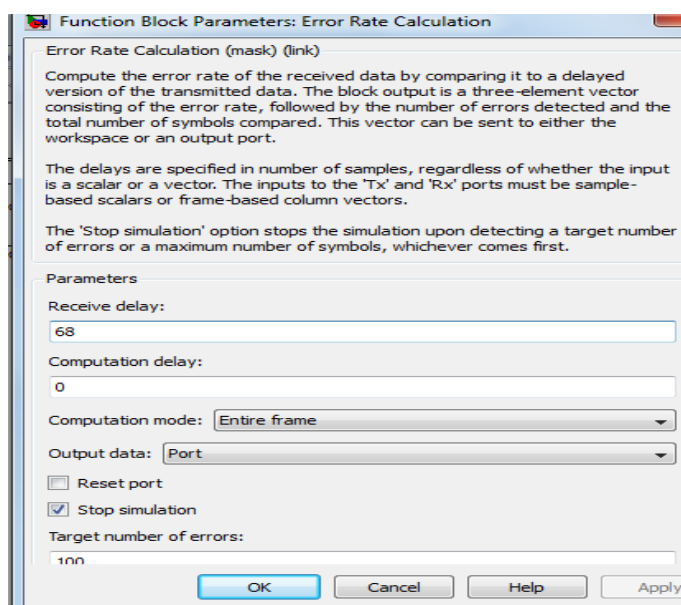 Function Block Parameters: Error Rate Calculation
Error Rate Calculation (mask) (link)
Compute the error rate of the received data by comparing it to a delayed
version of the transmitted data. The block output is a three-element vector
consisting of the error rate, followed by the number of errors detected and the
total number of symbols compared. This vector can be sent to either the
workspace or an output port.
The delays are specified in number of samples, regardless of whether the input
is a scalar or a vector. The inputs to the 'Tx' and 'Rx' ports must be sample-
based scalars or frame-based column vectors.
The 'Stop simulation' option stops the simulation upon detecting a target number
of errors or a maximum number of symbols, whichever comes first.
Parameters
Receive delay:
68
Computation delay:
0
Computation mode: Entire frame
Output data: Port
Reset port
Stop simulation
Target number of errors:
100
OK Cancel Help Apply